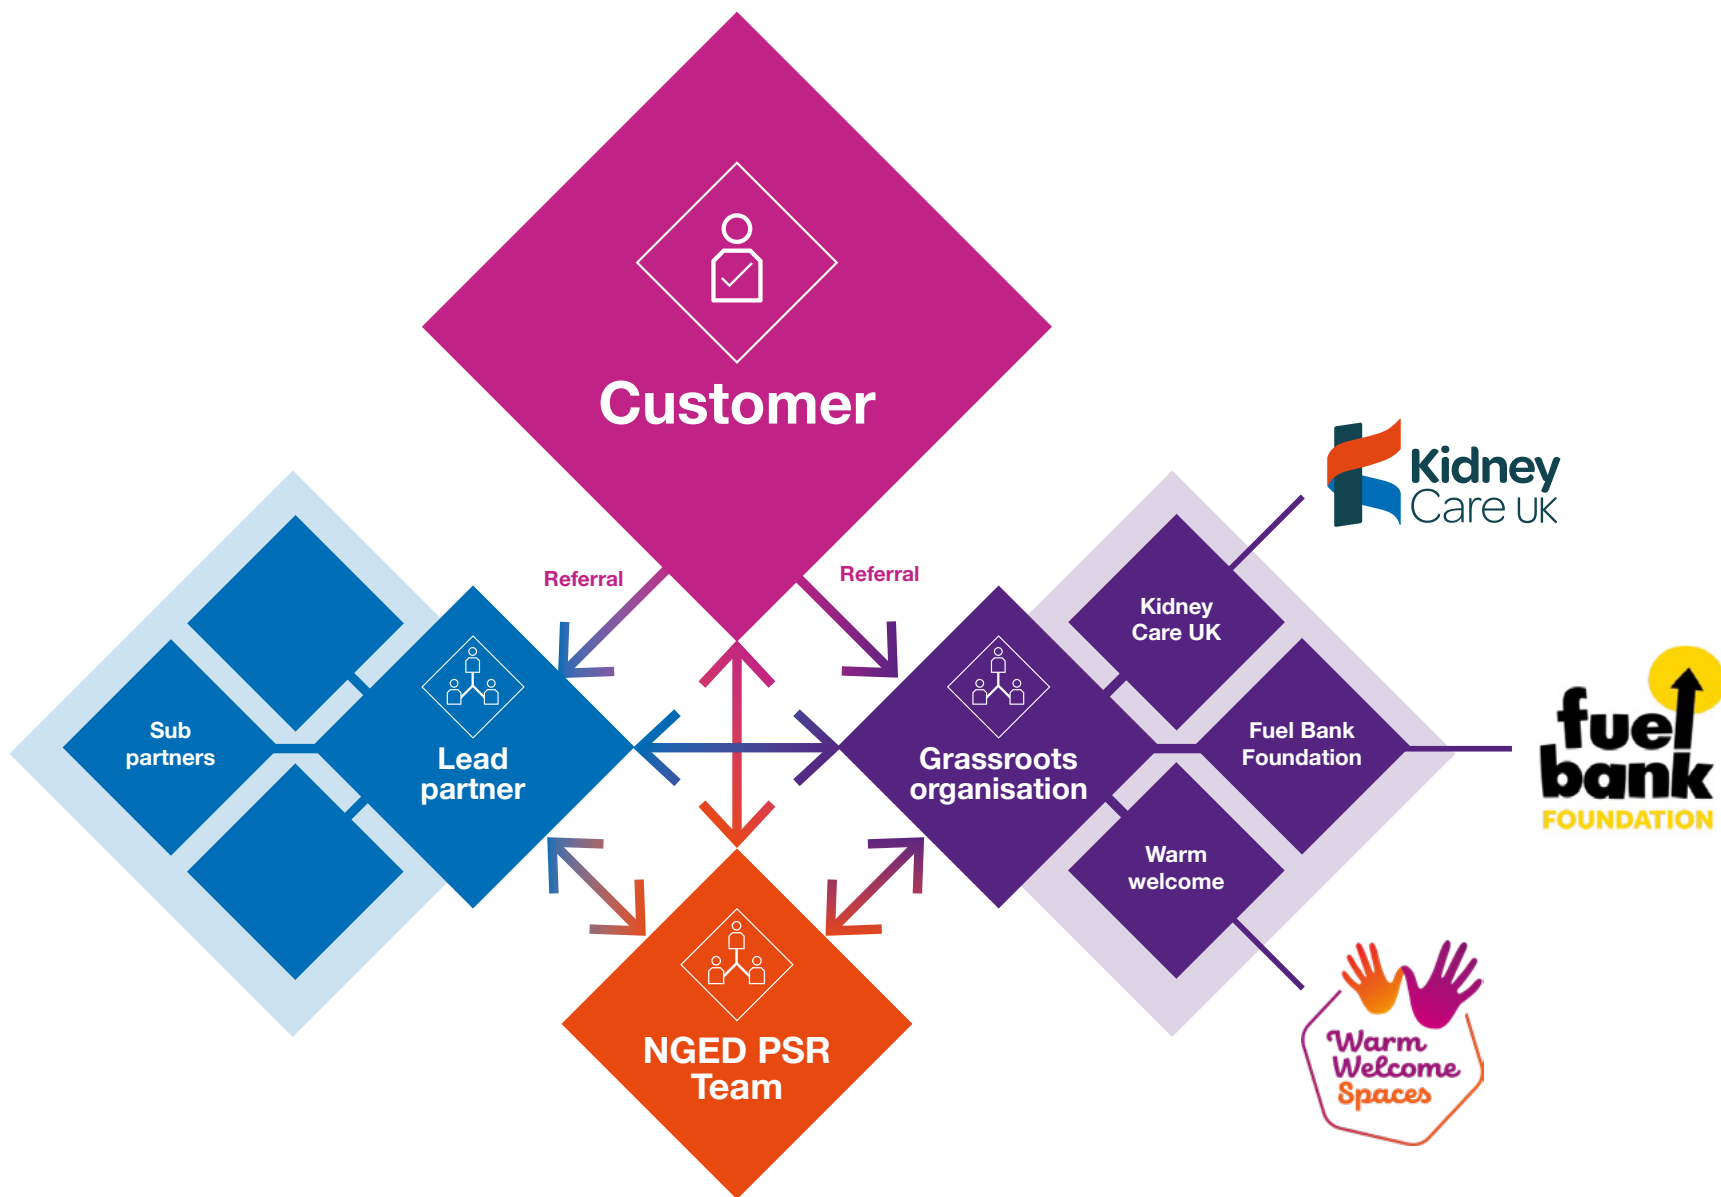 Customer
Referral
Referral
Kidney
Care UK
Kidney
Care UK
Sub
partners
Lead
partner
Grassroots
organisation
Fuel Bank
Foundation
fuel
bank
FOUNDATION
Warm
welcome
NGED PSR
Team
Warm
Welcome
Spaces